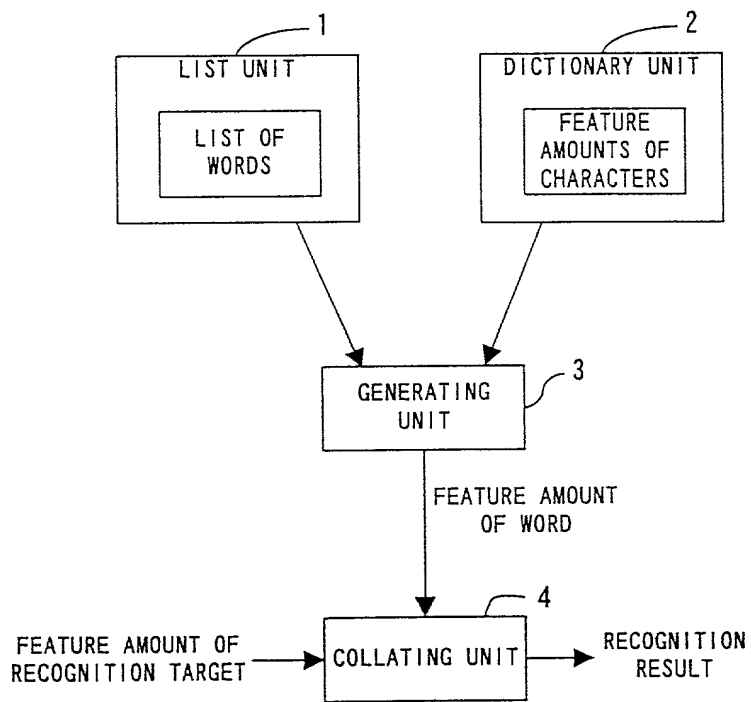 1
2
LIST UNIT
DICTIONARY UNIT
LIST OF
WORDS
FEATURE
AMOUNTS OF
CHARACTERS
3
GENERATING
UNIT
FEATURE AMOUNT
OF WORD
4
FEATURE AMOUNT OF
RECOGNITION TARGET
COLLATING UNIT
RECOGNITION
RESULT